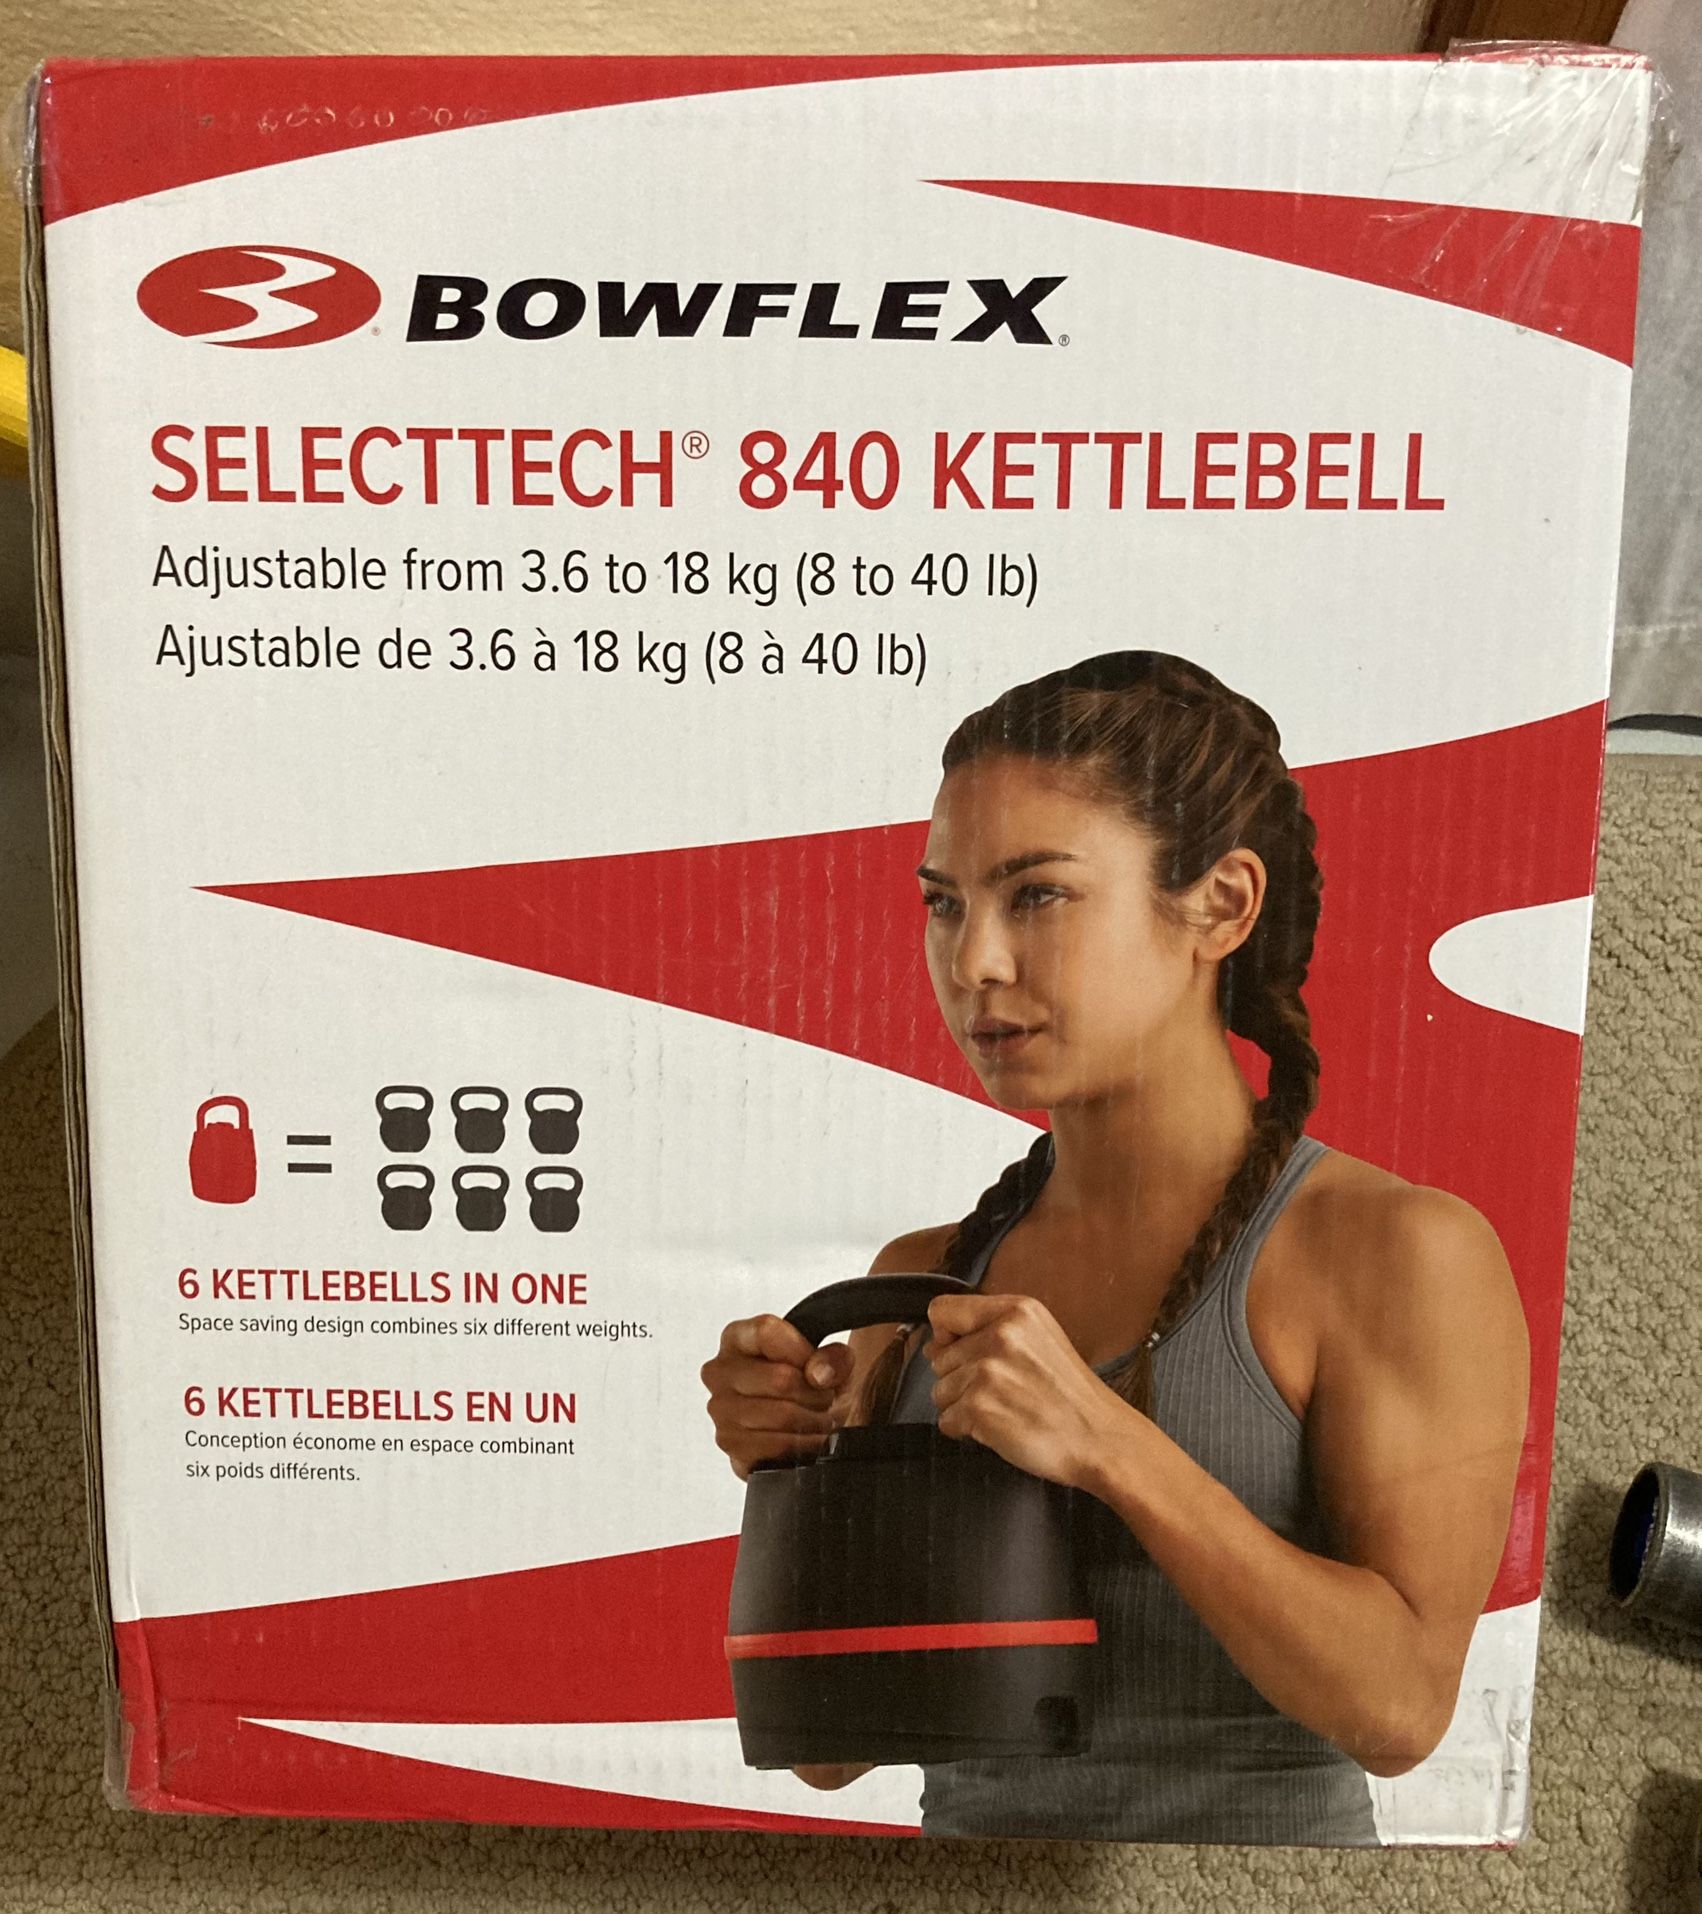 BOWFLEX®
SELECTTECH® 840 KETTLEBELL
Adjustable from 3.6 to 18 kg (8 to 40 lb)
Ajustable de 3.6 à 18 kg (8 à 40 lb)
=
6 KETTLEBELLS IN ONE
Space saving design combines six different weights.
6 KETTLEBELLS EN UN
Conception économe en espace combinant
six poids différents.